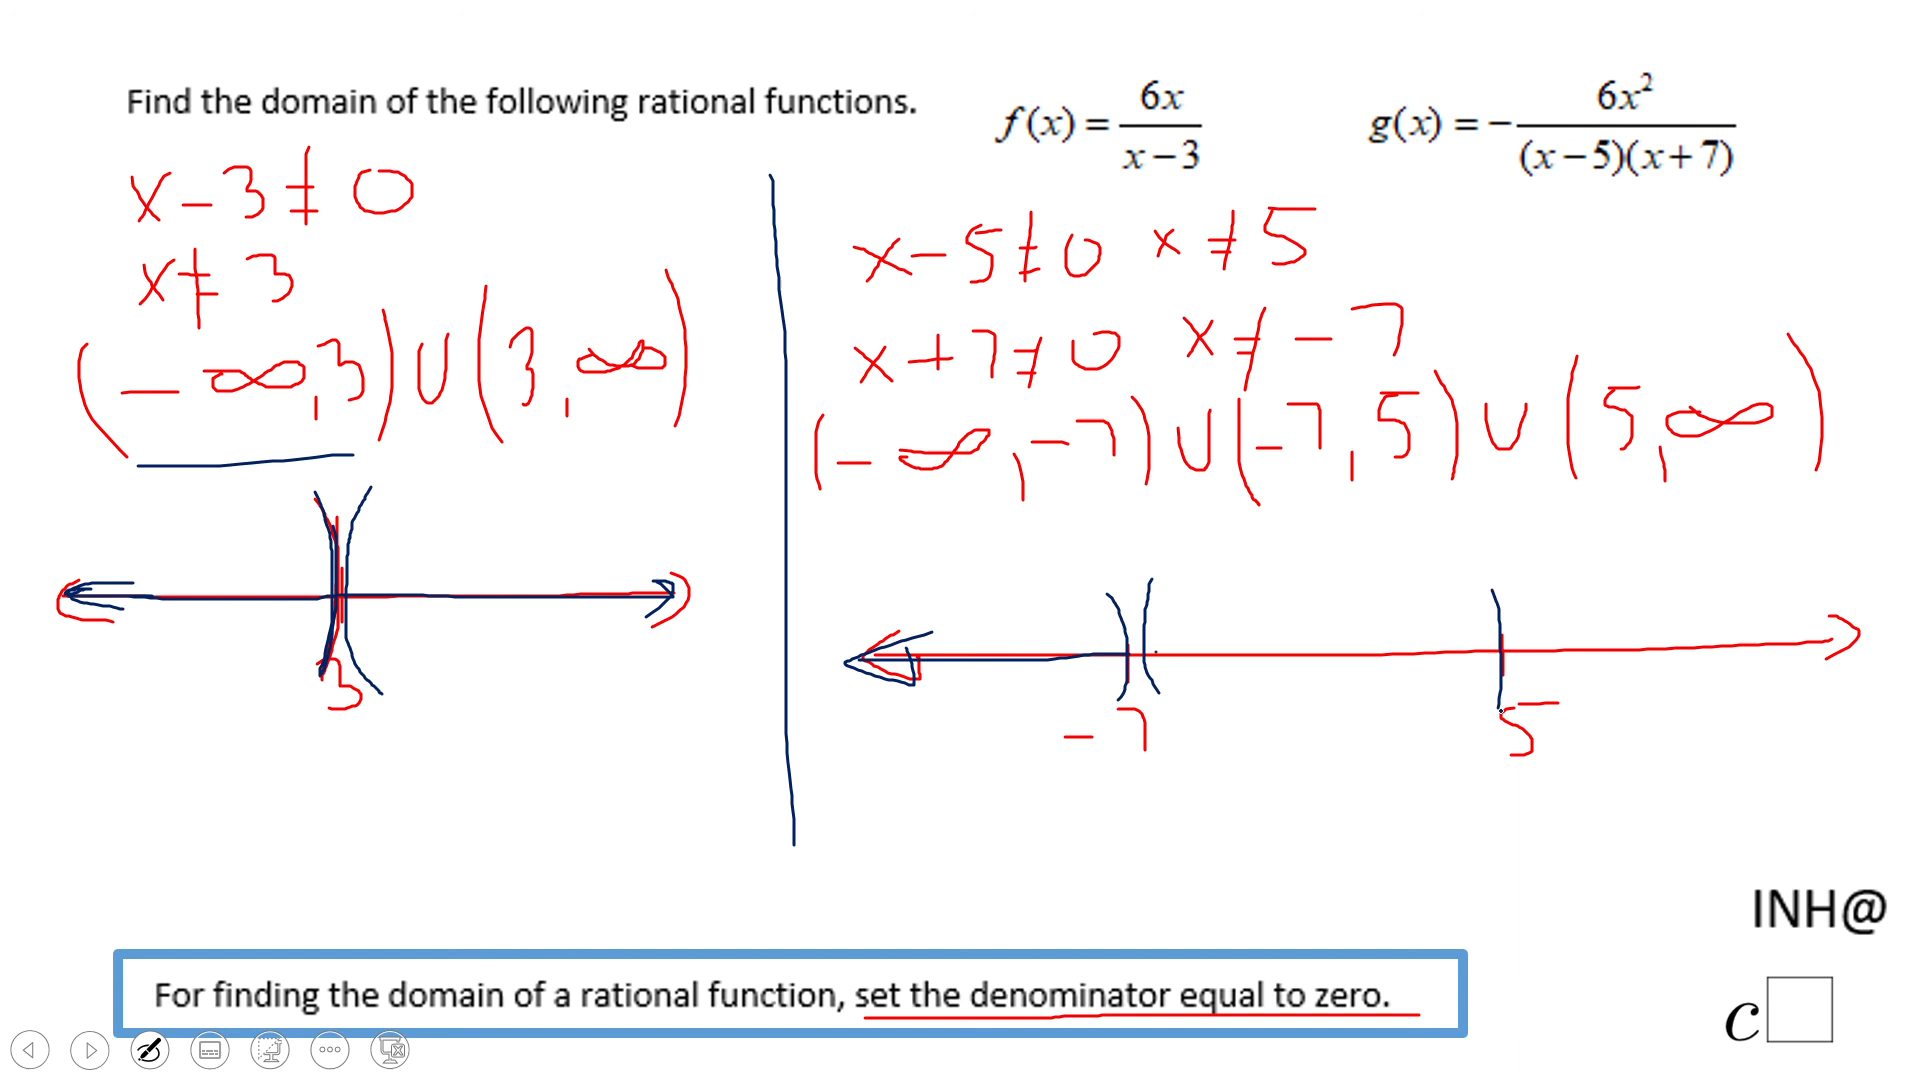 Find the domain of the following rational functions.
f(x) = 6x / (x − 3)
g(x) = − 6x² / (x − 5)(x + 7)
x − 3 ≠ 0
x ≠ 3
(− ∞, 3) ∪ (3, ∞)
3
x − 5 ≠ 0 x ≠ 5
x + 7 ≠ 0 x ≠ − 7
(− ∞, − 7) ∪ (− 7, 5) ∪ (5, ∞)
− 7 5
INH@
c
For finding the domain of a rational function, set the denominator equal to zero.